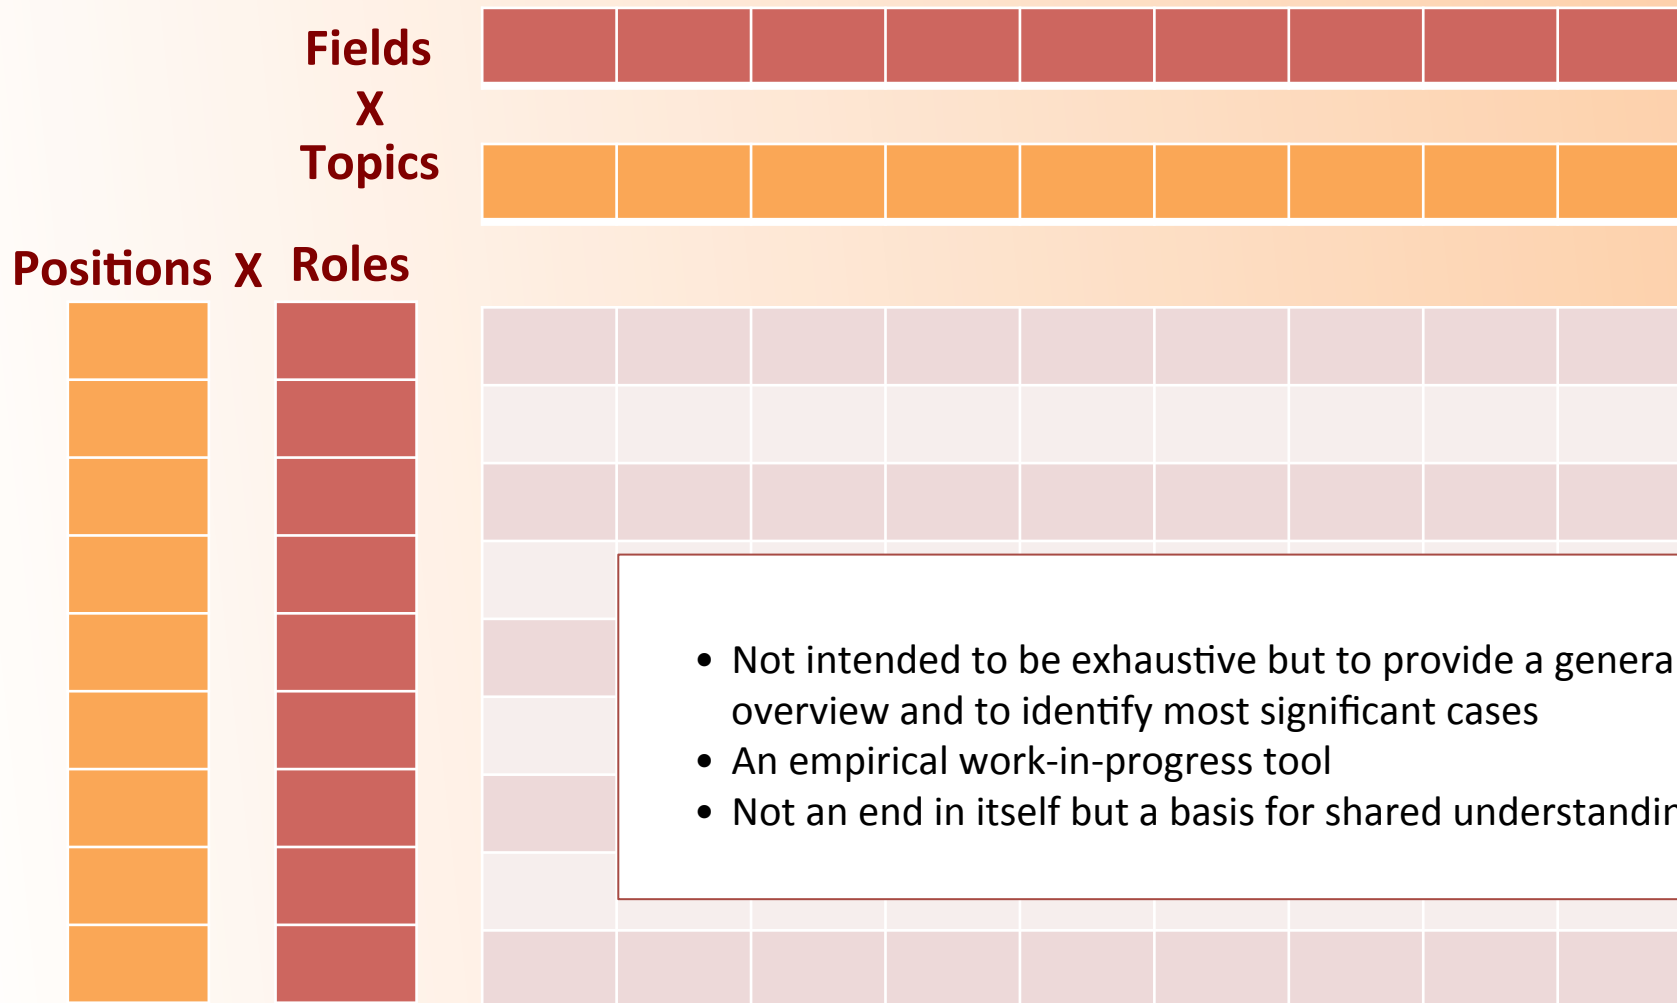 Fields
X
Topics
Positions X Roles
• Not intended to be exhaustive but to provide a genera
overview and to identify most significant cases
• An empirical work-in-progress tool
• Not an end in itself but a basis for shared understandin